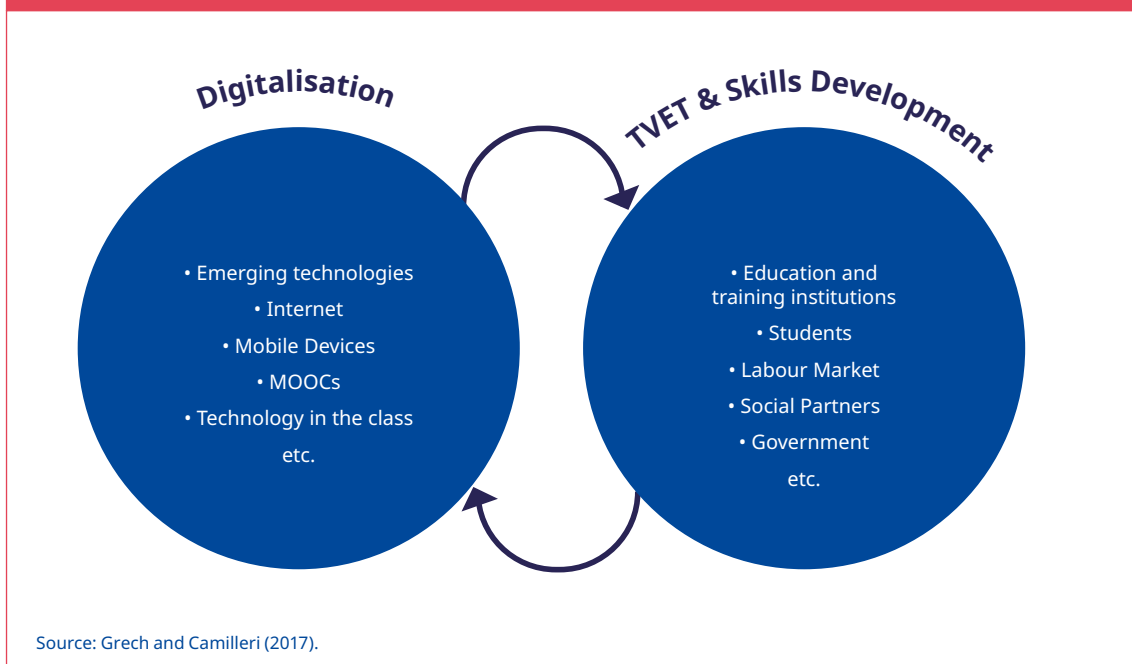 Digitalisation
• Emerging technologies
• Internet
• Mobile Devices
• MOOCs
• Technology in the class
etc.
TVET & Skills Development
• Education and
training institutions
• Students
• Labour Market
• Social Partners
• Government
etc.
Source: Grech and Camilleri (2017).